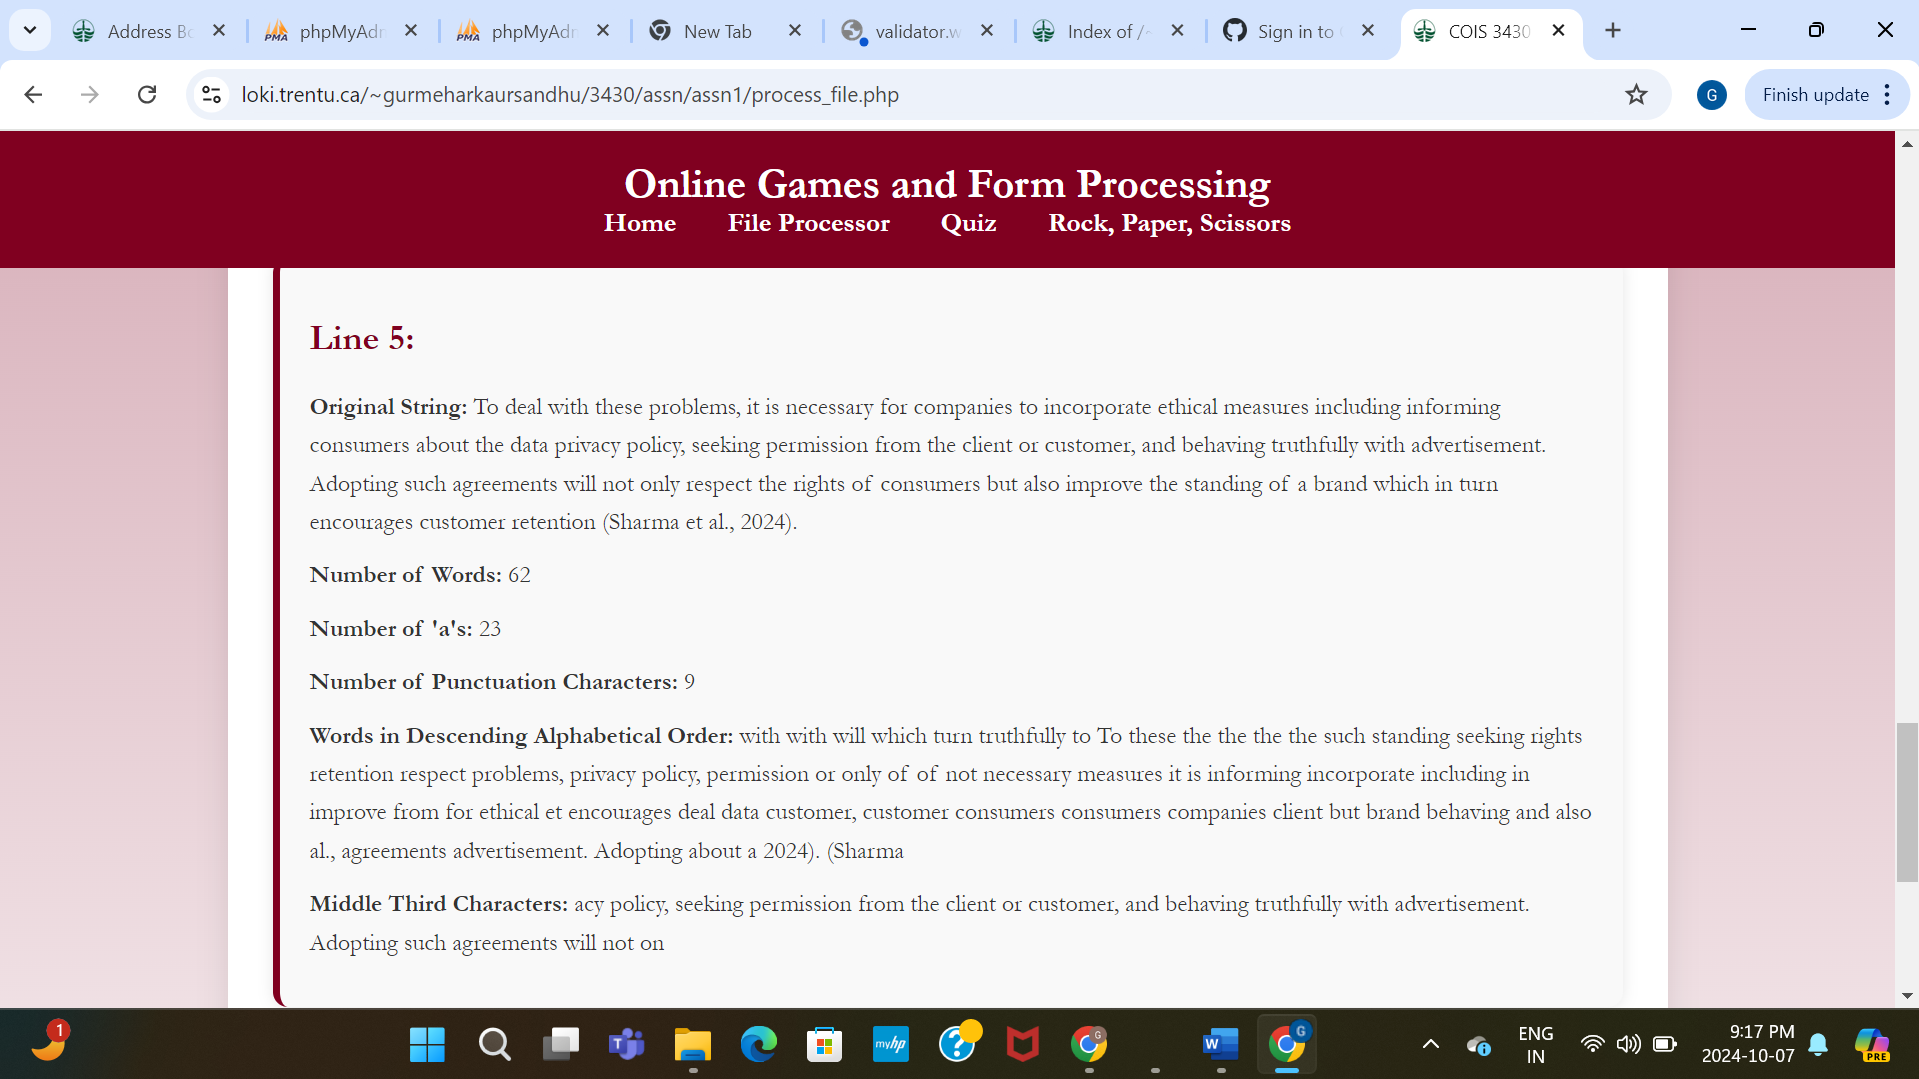 Address Bo
phpMyAdm
phpMyAdm
New Tab
validator.w
Index of /~
Sign in to G
COIS 3430
loki.trentu.ca/~gurmeharkaursandhu/3430/assn/assn1/process_file.php
G
Finish update
Online Games and Form Processing
Home File Processor Quiz Rock, Paper, Scissors
Line 5:
Original String: To deal with these problems, it is necessary for companies to incorporate ethical measures including informing
consumers about the data privacy policy, seeking permission from the client or customer, and behaving truthfully with advertisement.
Adopting such agreements will not only respect the rights of consumers but also improve the standing of a brand which in turn
encourages customer retention (Sharma et al., 2024).
Number of Words: 62
Number of 'a's: 23
Number of Punctuation Characters: 9
Words in Descending Alphabetical Order: with with will which turn truthfully to To these the the the the such standing seeking rights
retention respect problems, privacy policy, permission or only of of not necessary measures it is informing incorporate including in
improve from for ethical et encourages deal data customer, customer consumers consumers companies client but brand behaving and also
al., agreements advertisement. Adopting about a 2024). (Sharma
Middle Third Characters: acy policy, seeking permission from the client or customer, and behaving truthfully with advertisement.
Adopting such agreements will not on
1
myhp
G
G
ENG
IN
9:17 PM
2024-10-07
PRE